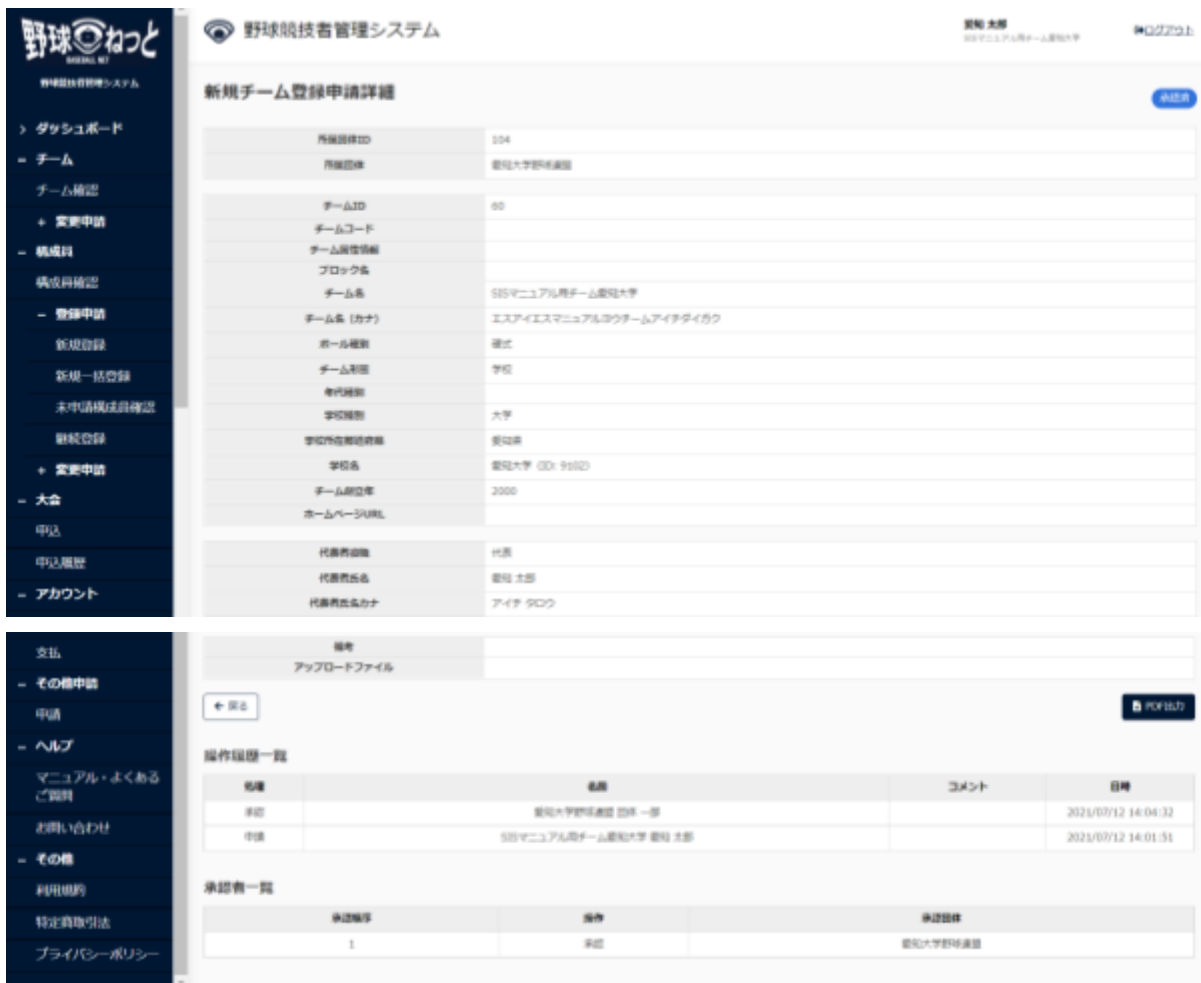 野球ねっと
BASEBALL NET
野球競技者管理システム
> ダッシュボード
- チーム
チーム確認
+ 変更申請
- 構成員
構成員確認
- 登録申請
新規登録
新規一括登録
未申請構成員確認
継続登録
+ 変更申請
- 大会
申込
申込履歴
- アカウント
野球競技者管理システム
愛知 太郎
SISマニュアル用チーム愛知大学
ログアウト
新規チーム登録申請詳細
承認済
所属団体ID 104
所属団体 愛知大学野球連盟
チームID 60
チームコード
チーム属性情報
ブロック名
チーム名 SISマニュアル用チーム愛知大学
チーム名 (カナ) エスアイエスマニュアルヨウチームアイチダイガク
ボール種別 硬式
チーム形態 学校
年代種別
学校種別 大学
学校所在都道府県 愛知県
学校名 愛知大学 (ID: 9102)
チーム創立年 2000
ホームページURL
代表者役職 代表
代表者氏名 愛知 太郎
代表者氏名カナ アイチ タロウ
支払
- その他申請
申請
- ヘルプ
マニュアル・よくある
ご質問
お問い合わせ
- その他
利用規約
特定商取引法
プライバシーポリシー
備考
アップロードファイル
← 戻る
PDF出力
操作履歴一覧
処理 名前 コメント 日時
承認 愛知大学野球連盟 団体 一郎 2021/07/12 14:04:32
申請 SISマニュアル用チーム愛知大学 愛知 太郎 2021/07/12 14:01:51
承認者一覧
承認順序 操作 承認団体
1 承認 愛知大学野球連盟